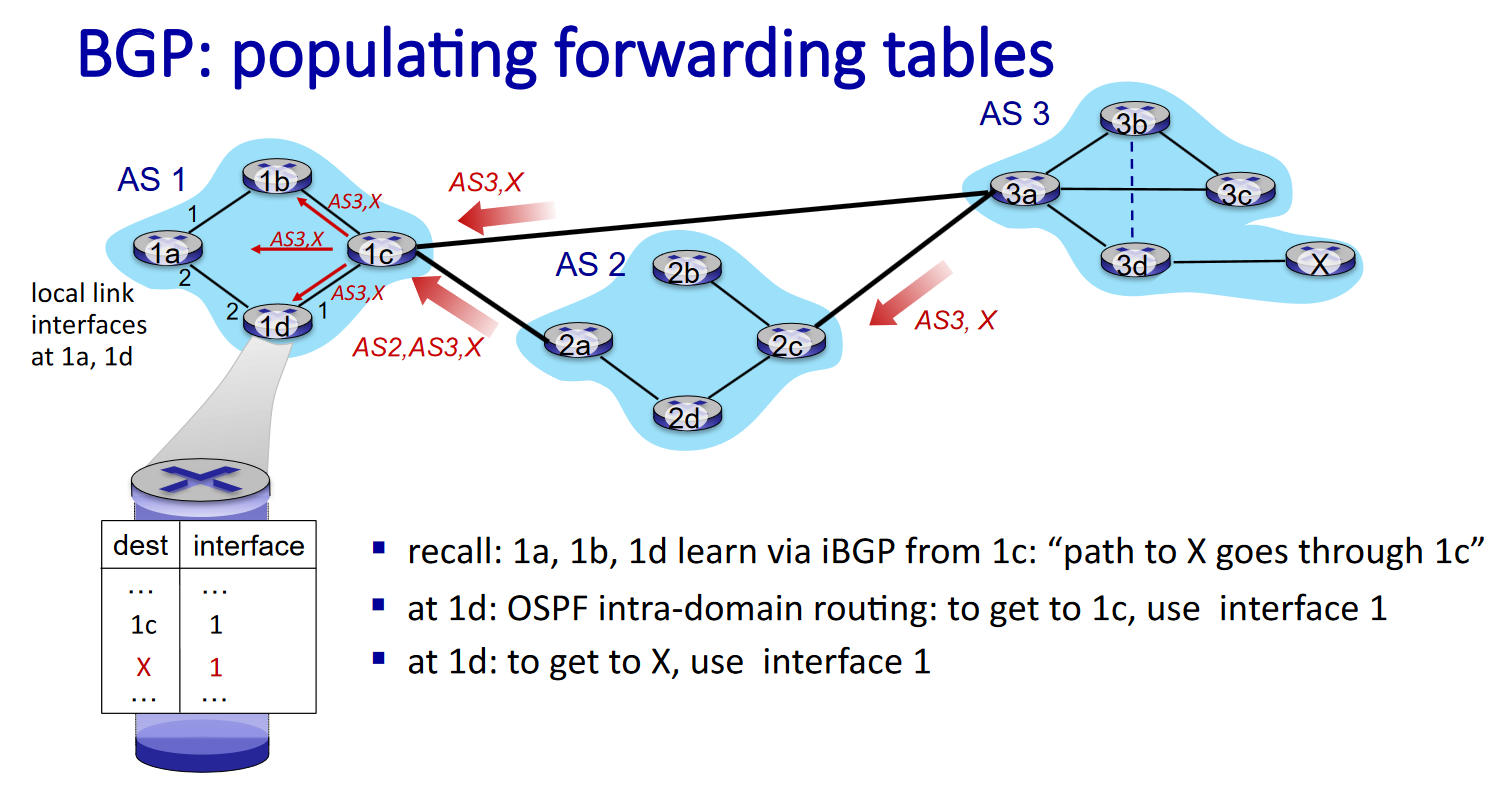 BGP: populating forwarding tables
AS 3
3b
AS 1
1b
AS3,X
AS3,X
3a
3c
1
1a
AS3,X
1c
AS 2
2b
3d
X
2
local link
interfaces
at 1a, 1d
AS3,X
2
1
1d
AS3, X
AS2,AS3,X
2a
2c
2d
dest interface
... ...
1c 1
X 1
... ...
▪ recall: 1a, 1b, 1d learn via iBGP from 1c: “path to X goes through 1c”
▪ at 1d: OSPF intra-domain routing: to get to 1c, use  interface 1
▪ at 1d: to get to X, use  interface 1